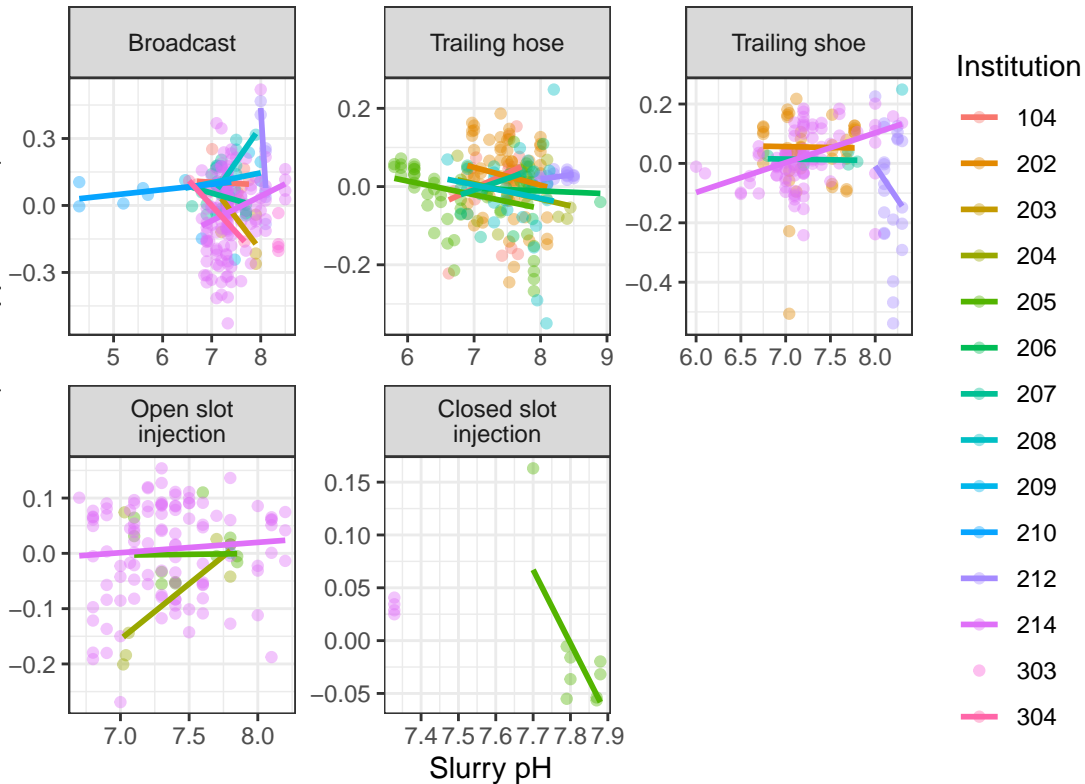 Broadcast
Trailing hose
Trailing shoe
0.3
0.0
−0.3
5 6 7 8
0.2
0.0
−0.2
6 7 8 9
0.2
0.0
−0.2
−0.4
6.0 6.5 7.0 7.5 8.0
Open slot
injection
Closed slot
injection
0.1
0.0
−0.1
−0.2
7.0 7.5 8.0
0.15
0.10
0.05
0.00
−0.05
7.4 7.5 7.6 7.7 7.8 7.9
Slurry pH
Institution
104
202
203
204
205
206
207
208
209
210
212
214
303
304